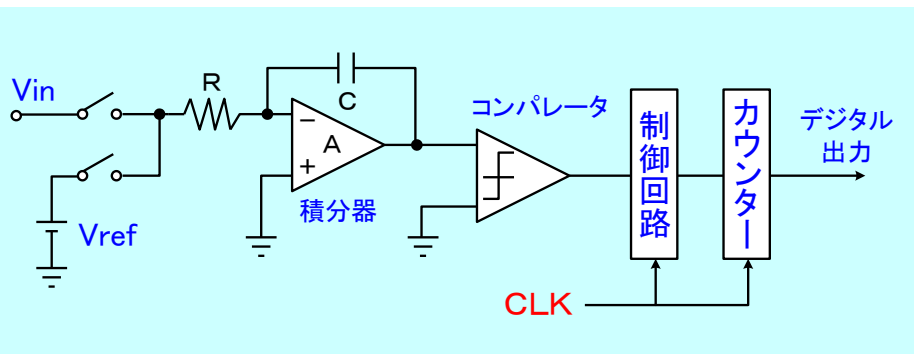 Vin
R
C
コンパレータ
制御回路
カウンター
デジタル
出力
−
A
+
積分器
Vref
CLK